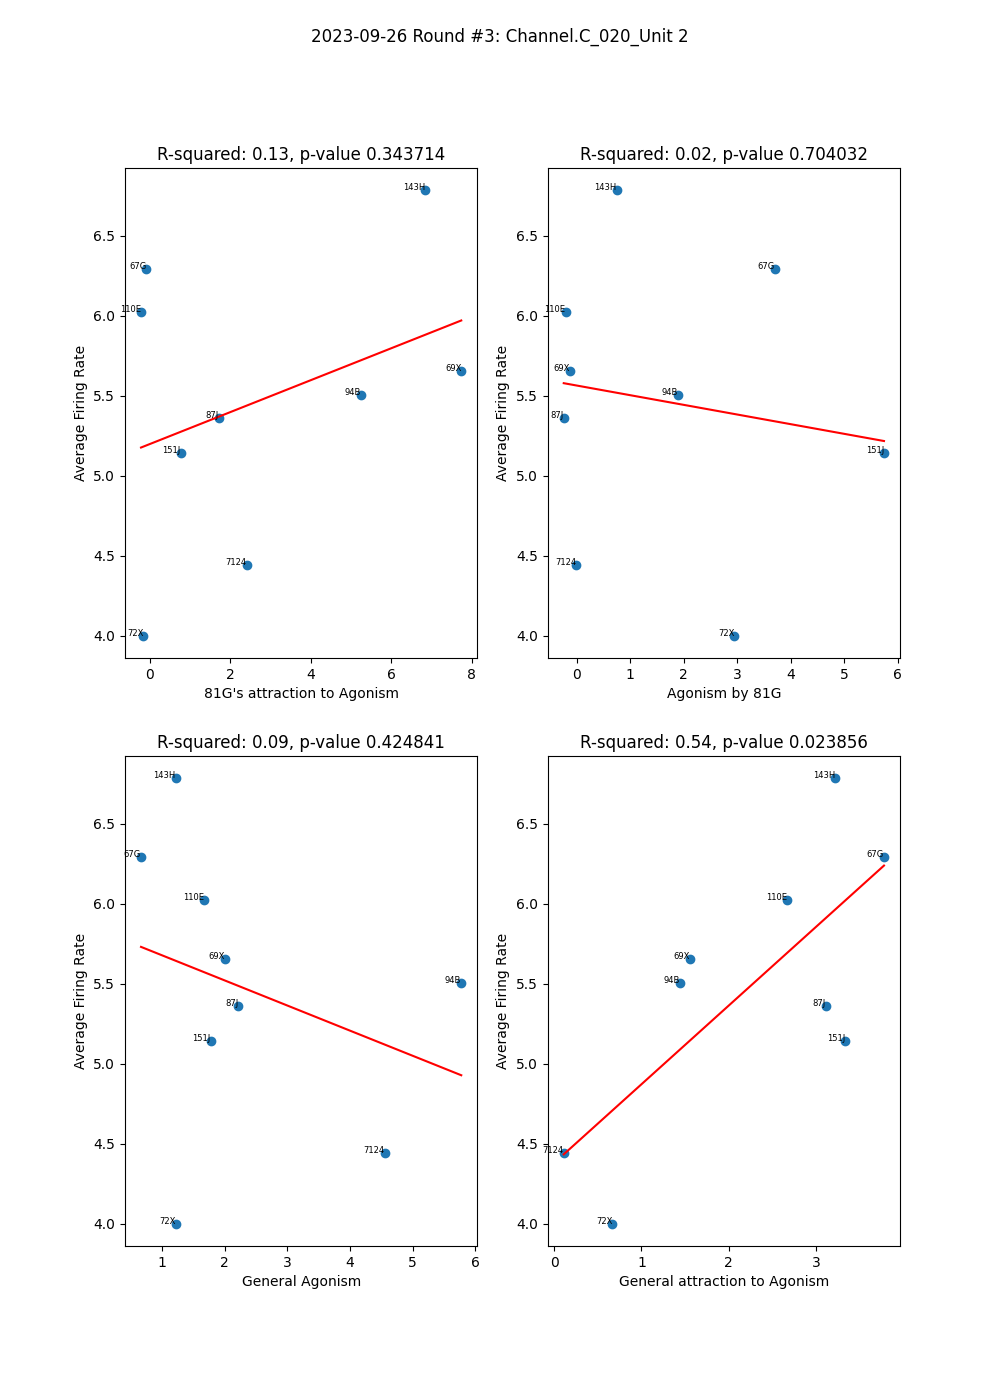 2023-09-26 Round #3: Channel.C_020_Unit 2
R-squared: 0.13, p-value 0.343714
Average Firing Rate
6.5
6.0
5.5
5.0
4.5
4.0
143H
67G
110E
69X
94B
87J
151J
7124
72X
0 2 4 6 8
81G's attraction to Agonism
R-squared: 0.02, p-value 0.704032
Average Firing Rate
6.5
6.0
5.5
5.0
4.5
4.0
143H
67G
110E
69X
94B
87J
151J
7124
72X
0 1 2 3 4 5 6
Agonism by 81G
R-squared: 0.09, p-value 0.424841
Average Firing Rate
6.5
6.0
5.5
5.0
4.5
4.0
143H
67G
110E
69X
94B
87J
151J
7124
72X
1 2 3 4 5 6
General Agonism
R-squared: 0.54, p-value 0.023856
Average Firing Rate
6.5
6.0
5.5
5.0
4.5
4.0
143H
67G
110E
69X
94B
87J
151J
7124
72X
0 1 2 3
General attraction to Agonism